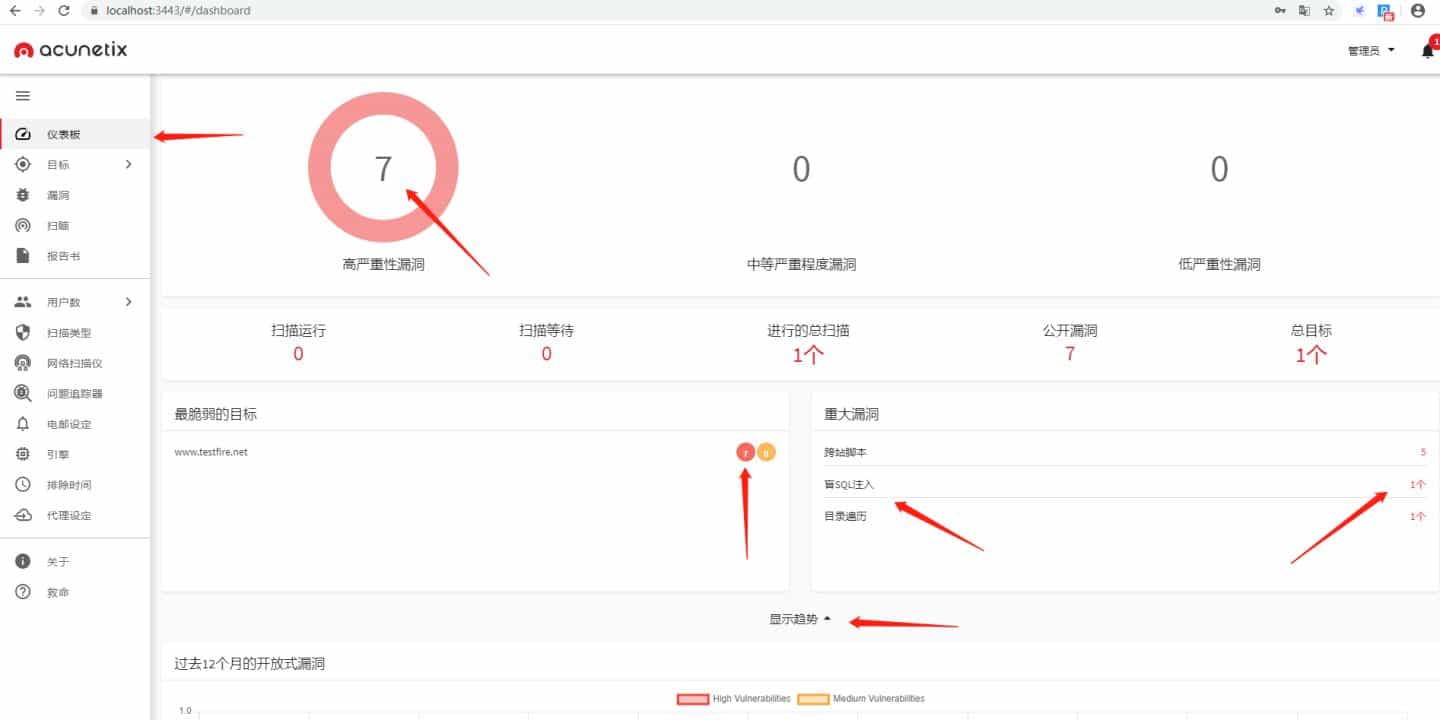 localhost:3443/#/dashboard
acunetix
管理员
1
仪表板
目标
漏洞
扫瞄
报告书
用户数
扫描类型
网络扫描仪
问题追踪器
电邮设定
引擎
排除时间
代理设定
关于
救命
7
0
0
高严重性漏洞
中等严重程度漏洞
低严重性漏洞
扫描运行
扫描等待
进行的总扫描
公开漏洞
总目标
0
0
1个
7
1个
最脆弱的目标
www.testfire.net
7
0
重大漏洞
跨站脚本
5
盲SQL注入
1个
目录遍历
1个
显示趋势
过去12个月的开放式漏洞
High Vulnerabilities
Medium Vulnerabilities
1.0